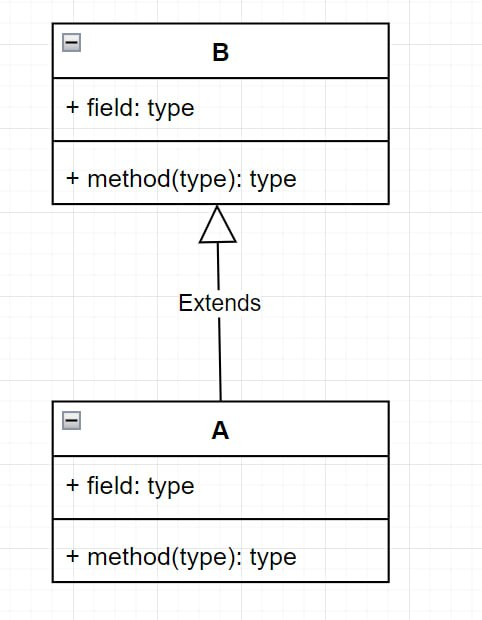 B
+ field: type
+ method(type): type
Extends
A
+ field: type
+ method(type): type